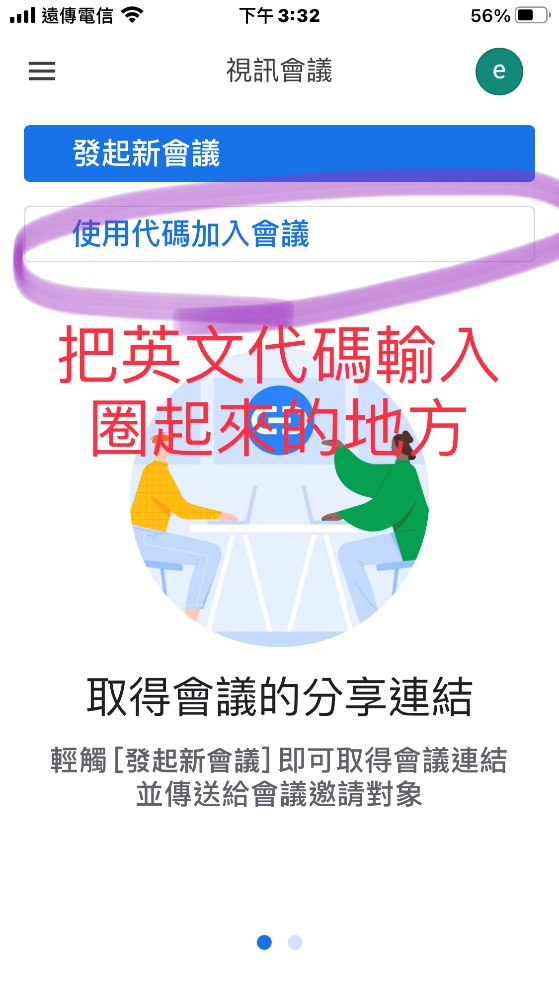 遠傳電信 下午 3:32 56%
視訊會議 e
發起新會議
使用代碼加入會議
把英文代碼輸入
圈起來的地方
取得會議的分享連結
輕觸 [發起新會議] 即可取得會議連結
並傳送給會議邀請對象